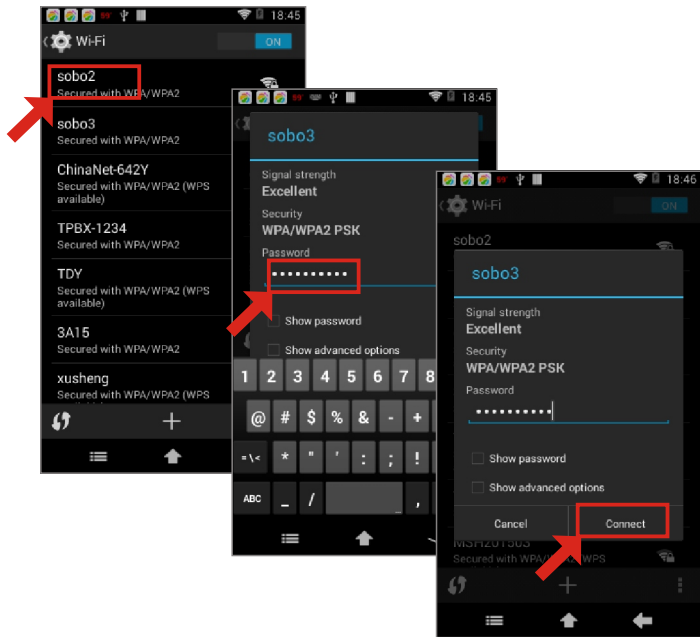 18:45
Wi-Fi
ON
sobo2
Secured with WPA/WPA2
sobo3
Secured with WPA/WPA2
ChinaNet-642Y
Secured with WPA/WPA2 (WPS
available)
TPBX-1234
Secured with WPA/WPA2
TDY
Secured with WPA/WPA2 (WPS
available)
3A15
Secured with WPA/WPA2
xusheng
Secured with WPA/WPA2 (WPS
18:45
sobo3
Signal strength
Excellent
Security
WPA/WPA2 PSK
Password
••••••••••
Show password
Show advanced options
1 2 3 4 5 6 7 8
@ # $ % & - +
= \ < * " ' : ; !
ABC _ / ,
18:46
Wi-Fi
ON
sobo2
sobo3
Signal strength
Excellent
Security
WPA/WPA2 PSK
Password
••••••••••
Show password
Show advanced options
Cancel Connect
MSH201503
Secured with WPA/WPA2 (WPS